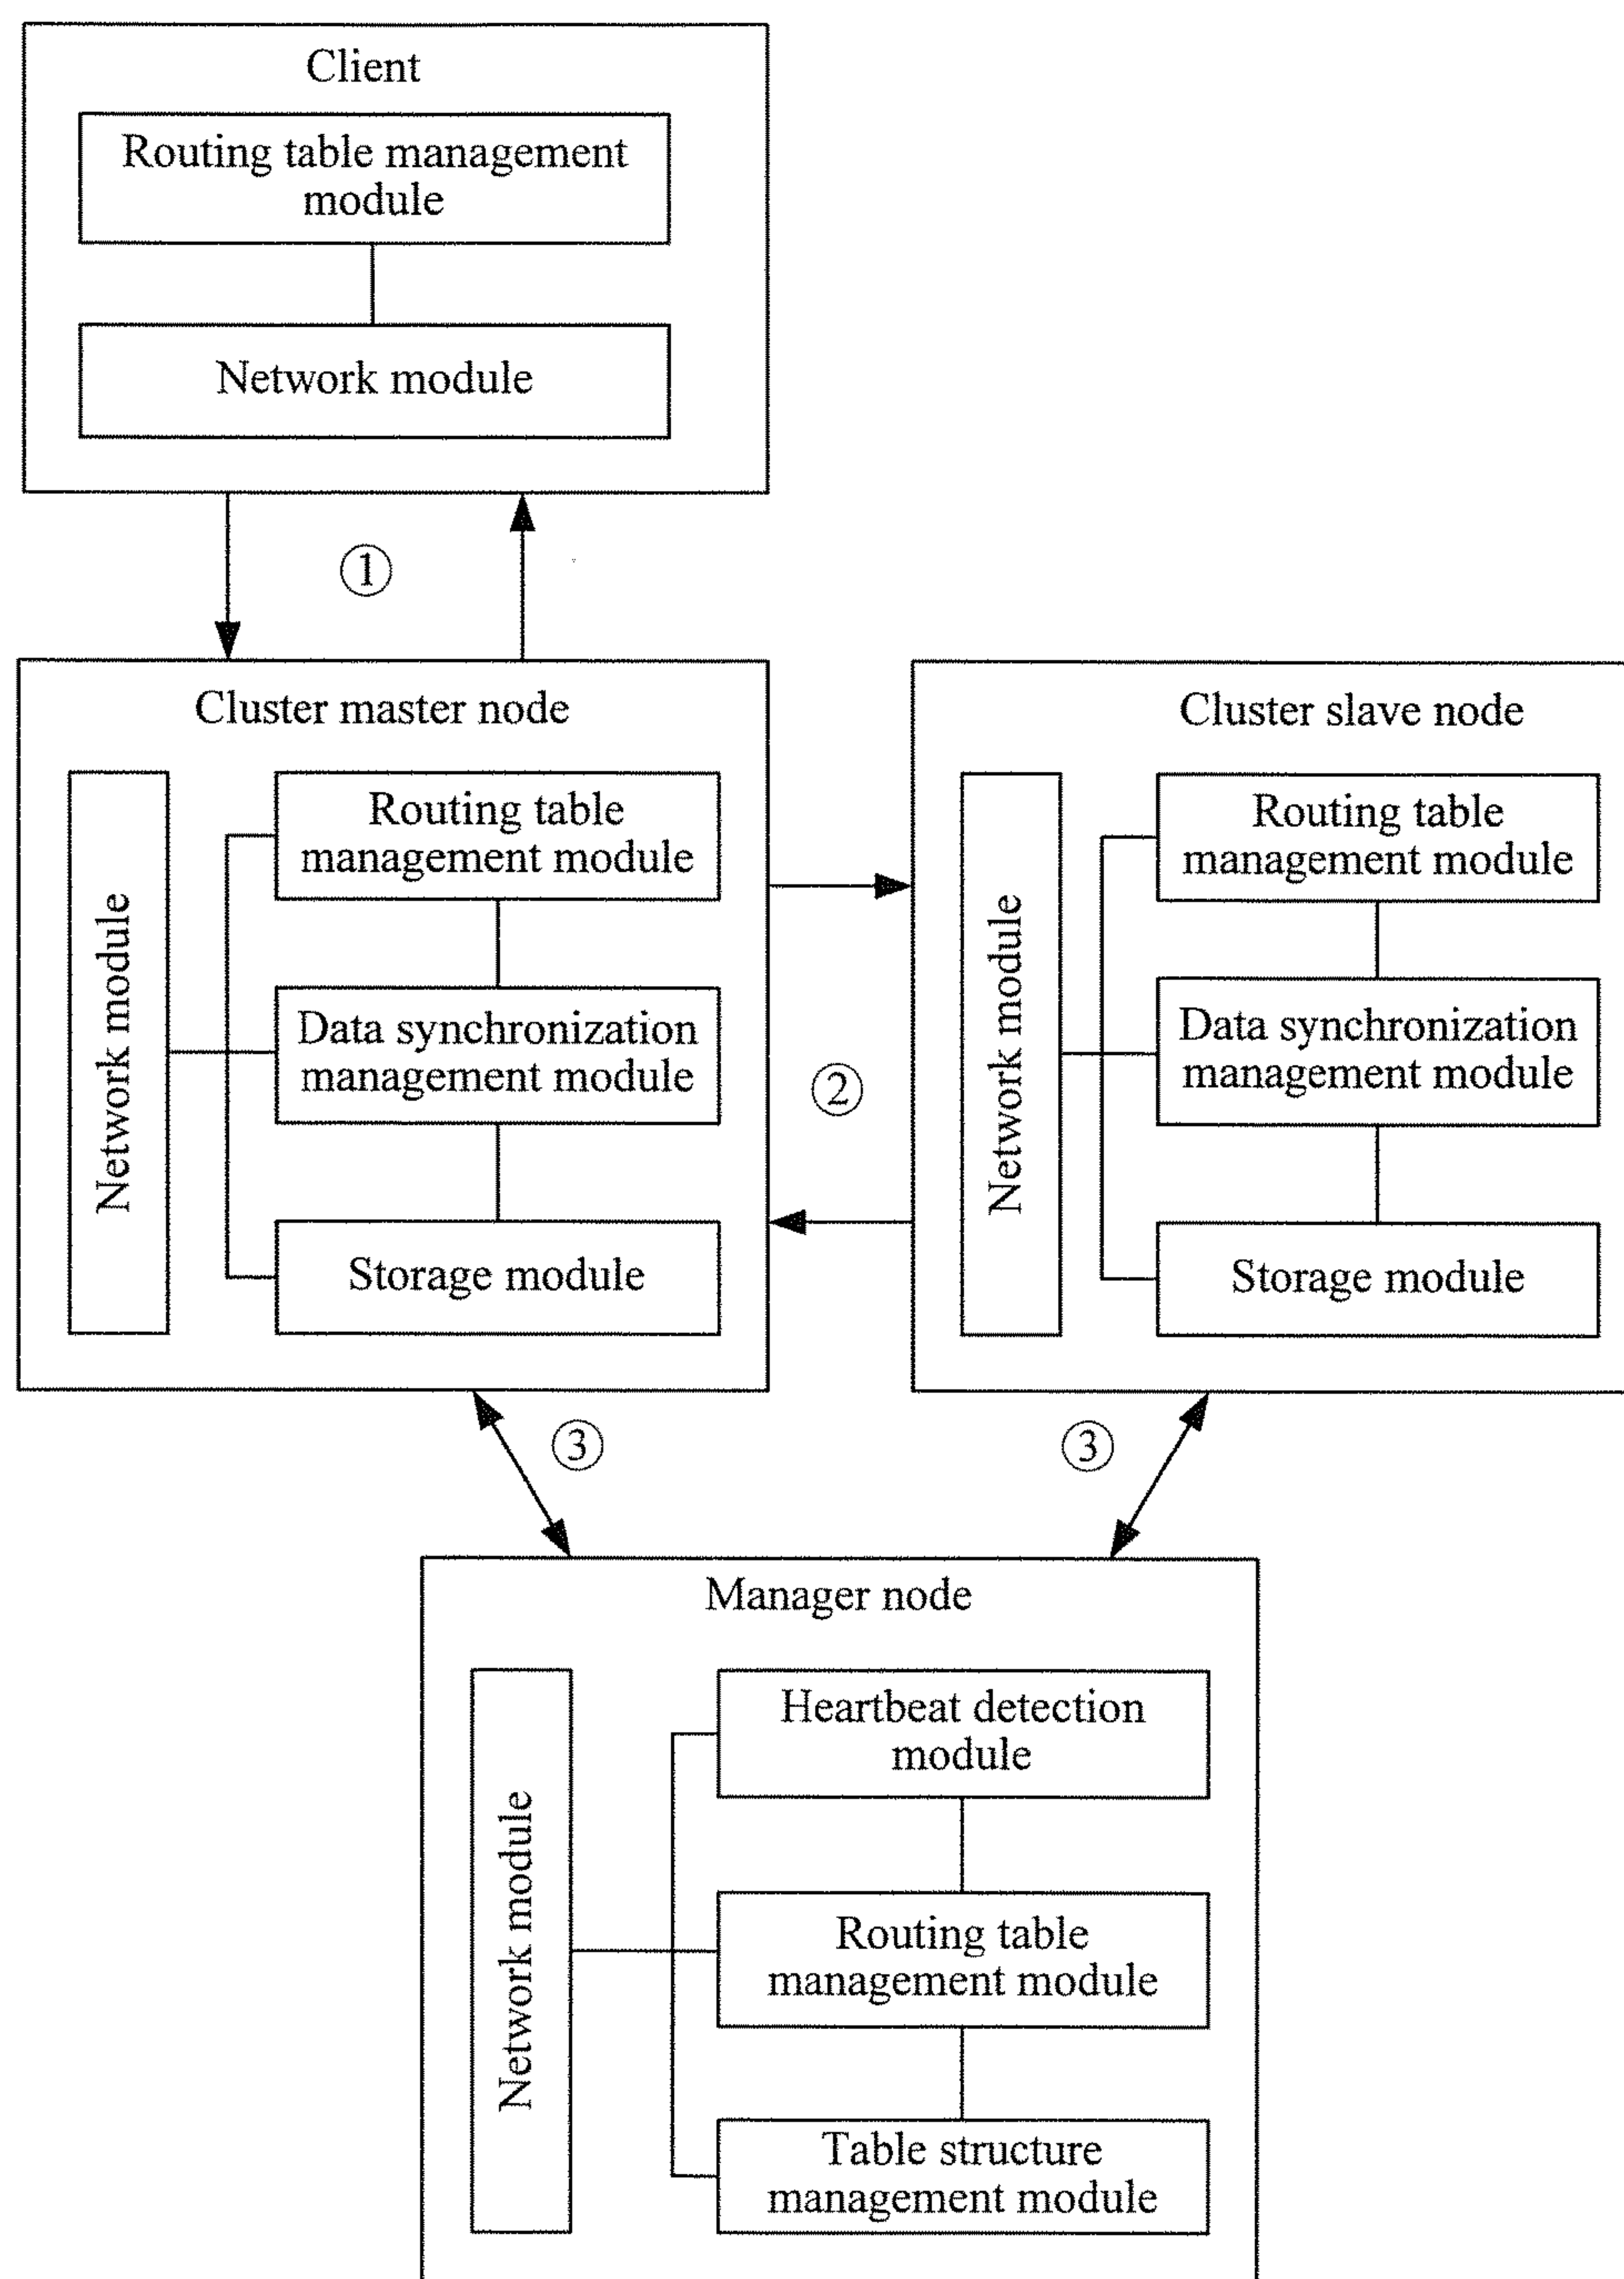 Client
Routing table management
module
Network module
①
Cluster master node
Network module
Routing table
management module
Data synchronization
management module
Storage module
②
Cluster slave node
Network module
Routing table
management module
Data synchronization
management module
Storage module
③
③
Manager node
Network module
Heartbeat detection
module
Routing table
management module
Table structure
management module